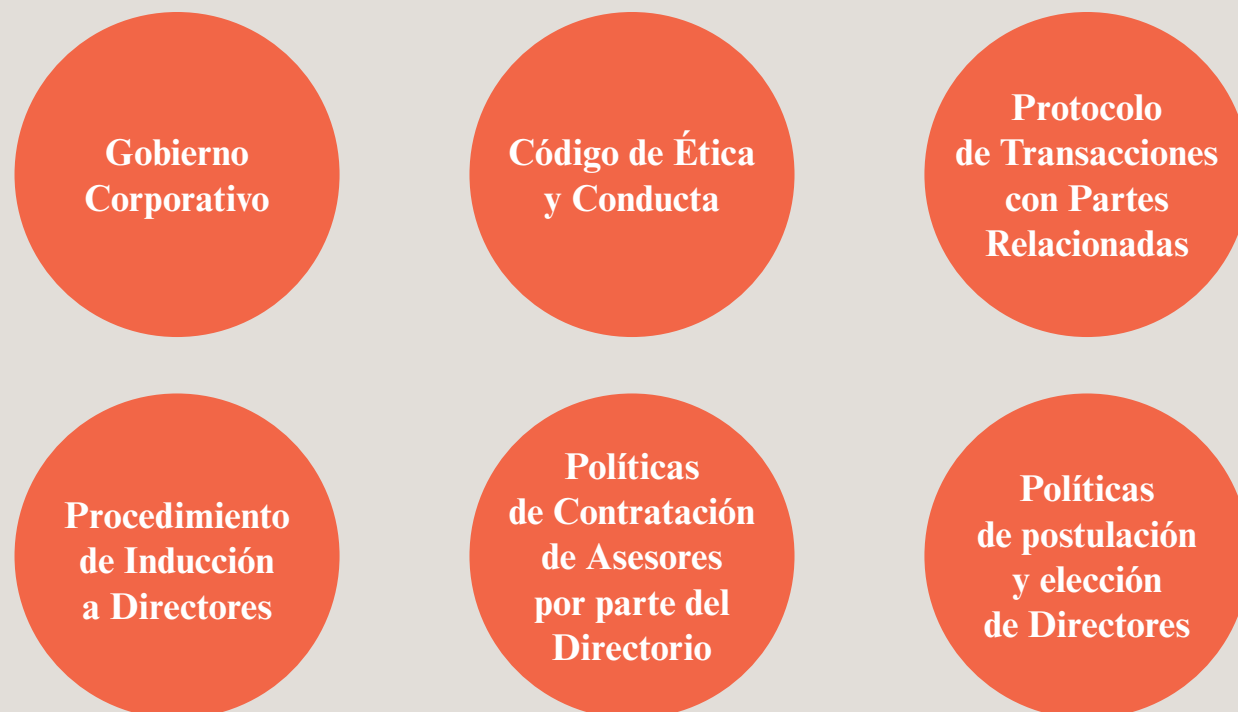 Gobierno
Corporativo
Código de Ética
y Conducta
Protocolo
de Transacciones
con Partes
Relacionadas
Procedimiento
de Inducción
a Directores
Políticas
de Contratación
de Asesores
por parte del
Directorio
Políticas
de postulación
y elección
de Directores